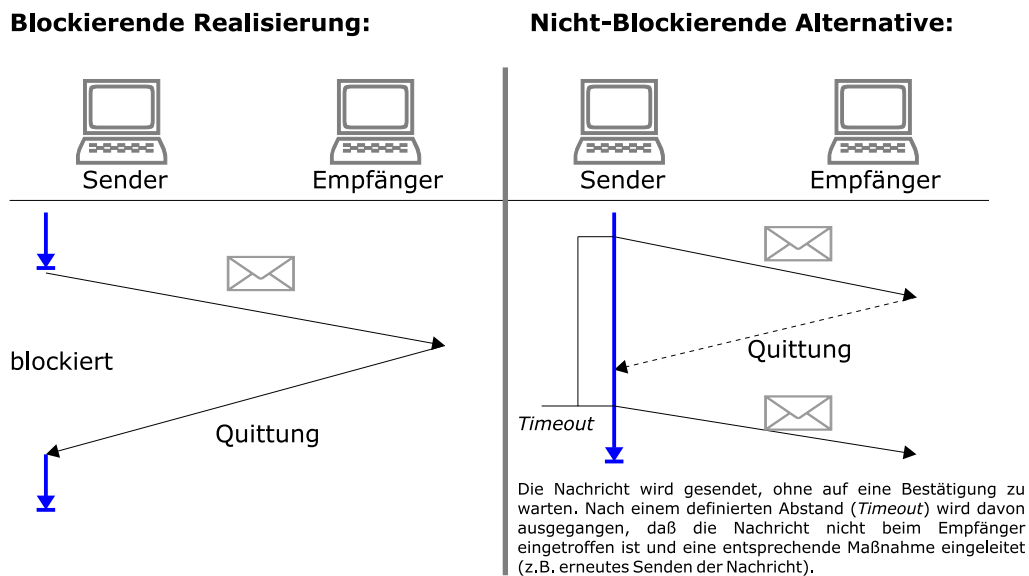 Blockierende Realisierung:
Sender
Empfänger
blockiert
Quittung
Nicht-Blockierende Alternative:
Sender
Empfänger
Quittung
Timeout
Die Nachricht wird gesendet, ohne auf eine Bestätigung zu
warten. Nach einem definierten Abstand (Timeout) wird davon
ausgegangen, daß die Nachricht nicht beim Empfänger
eingetroffen ist und eine entsprechende Maßnahme eingeleitet
(z.B. erneutes Senden der Nachricht).